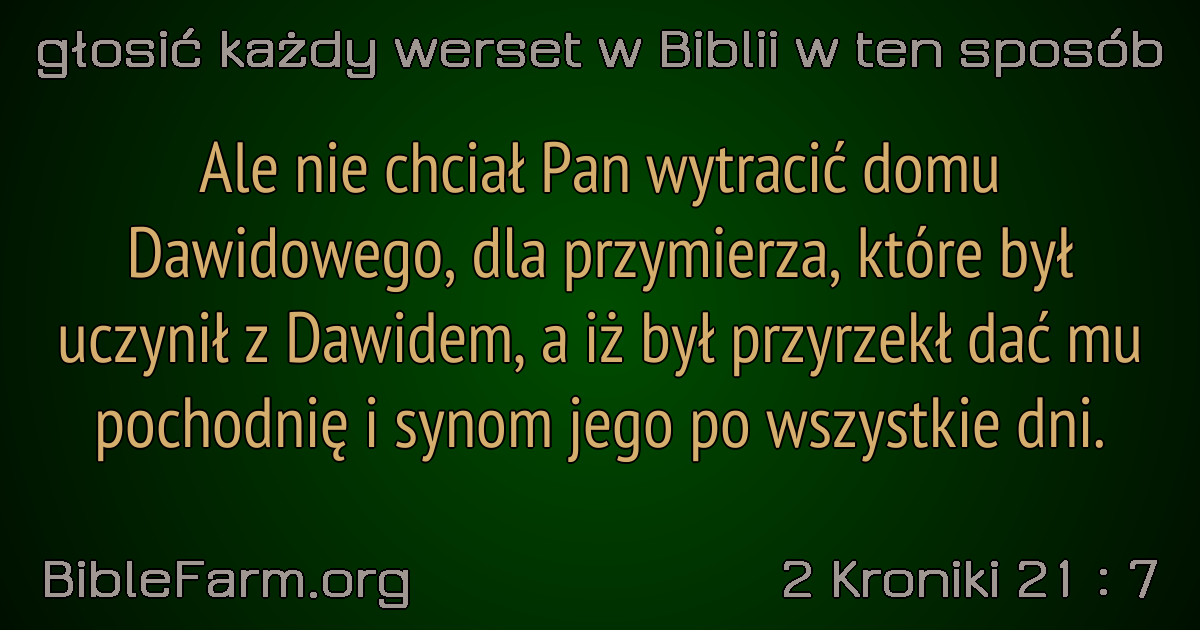 głosić każdy werset w Biblii w ten sposób
Ale nie chciał Pan wytracić domu
Dawidowego, dla przymierza, które był
uczynił z Dawidem, a iż był przyrzekł dać mu
pochodnię i synom jego po wszystkie dni.
BibleFarm.org
2 Kroniki 21 : 7